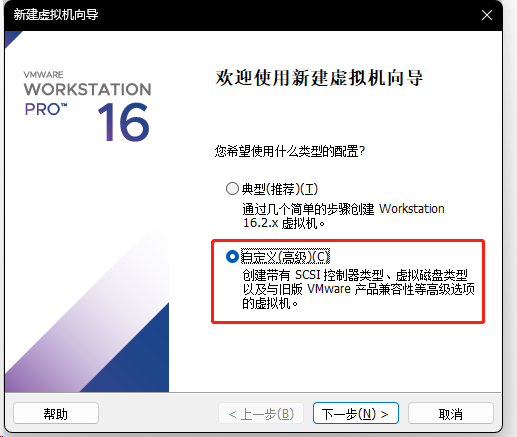 新建虚拟机向导
VMWARE
WORKSTATION
PRO™
16
欢迎使用新建虚拟机向导
您希望使用什么类型的配置?
典型(推荐)(T)
通过几个简单的步骤创建 Workstation
16.2.x 虚拟机。
自定义(高级)(C)
创建带有 SCSI 控制器类型、虚拟磁盘类型
以及与旧版 VMware 产品兼容性等高级选项
的虚拟机。
帮助
< 上一步(B)
下一步(N) >
取消